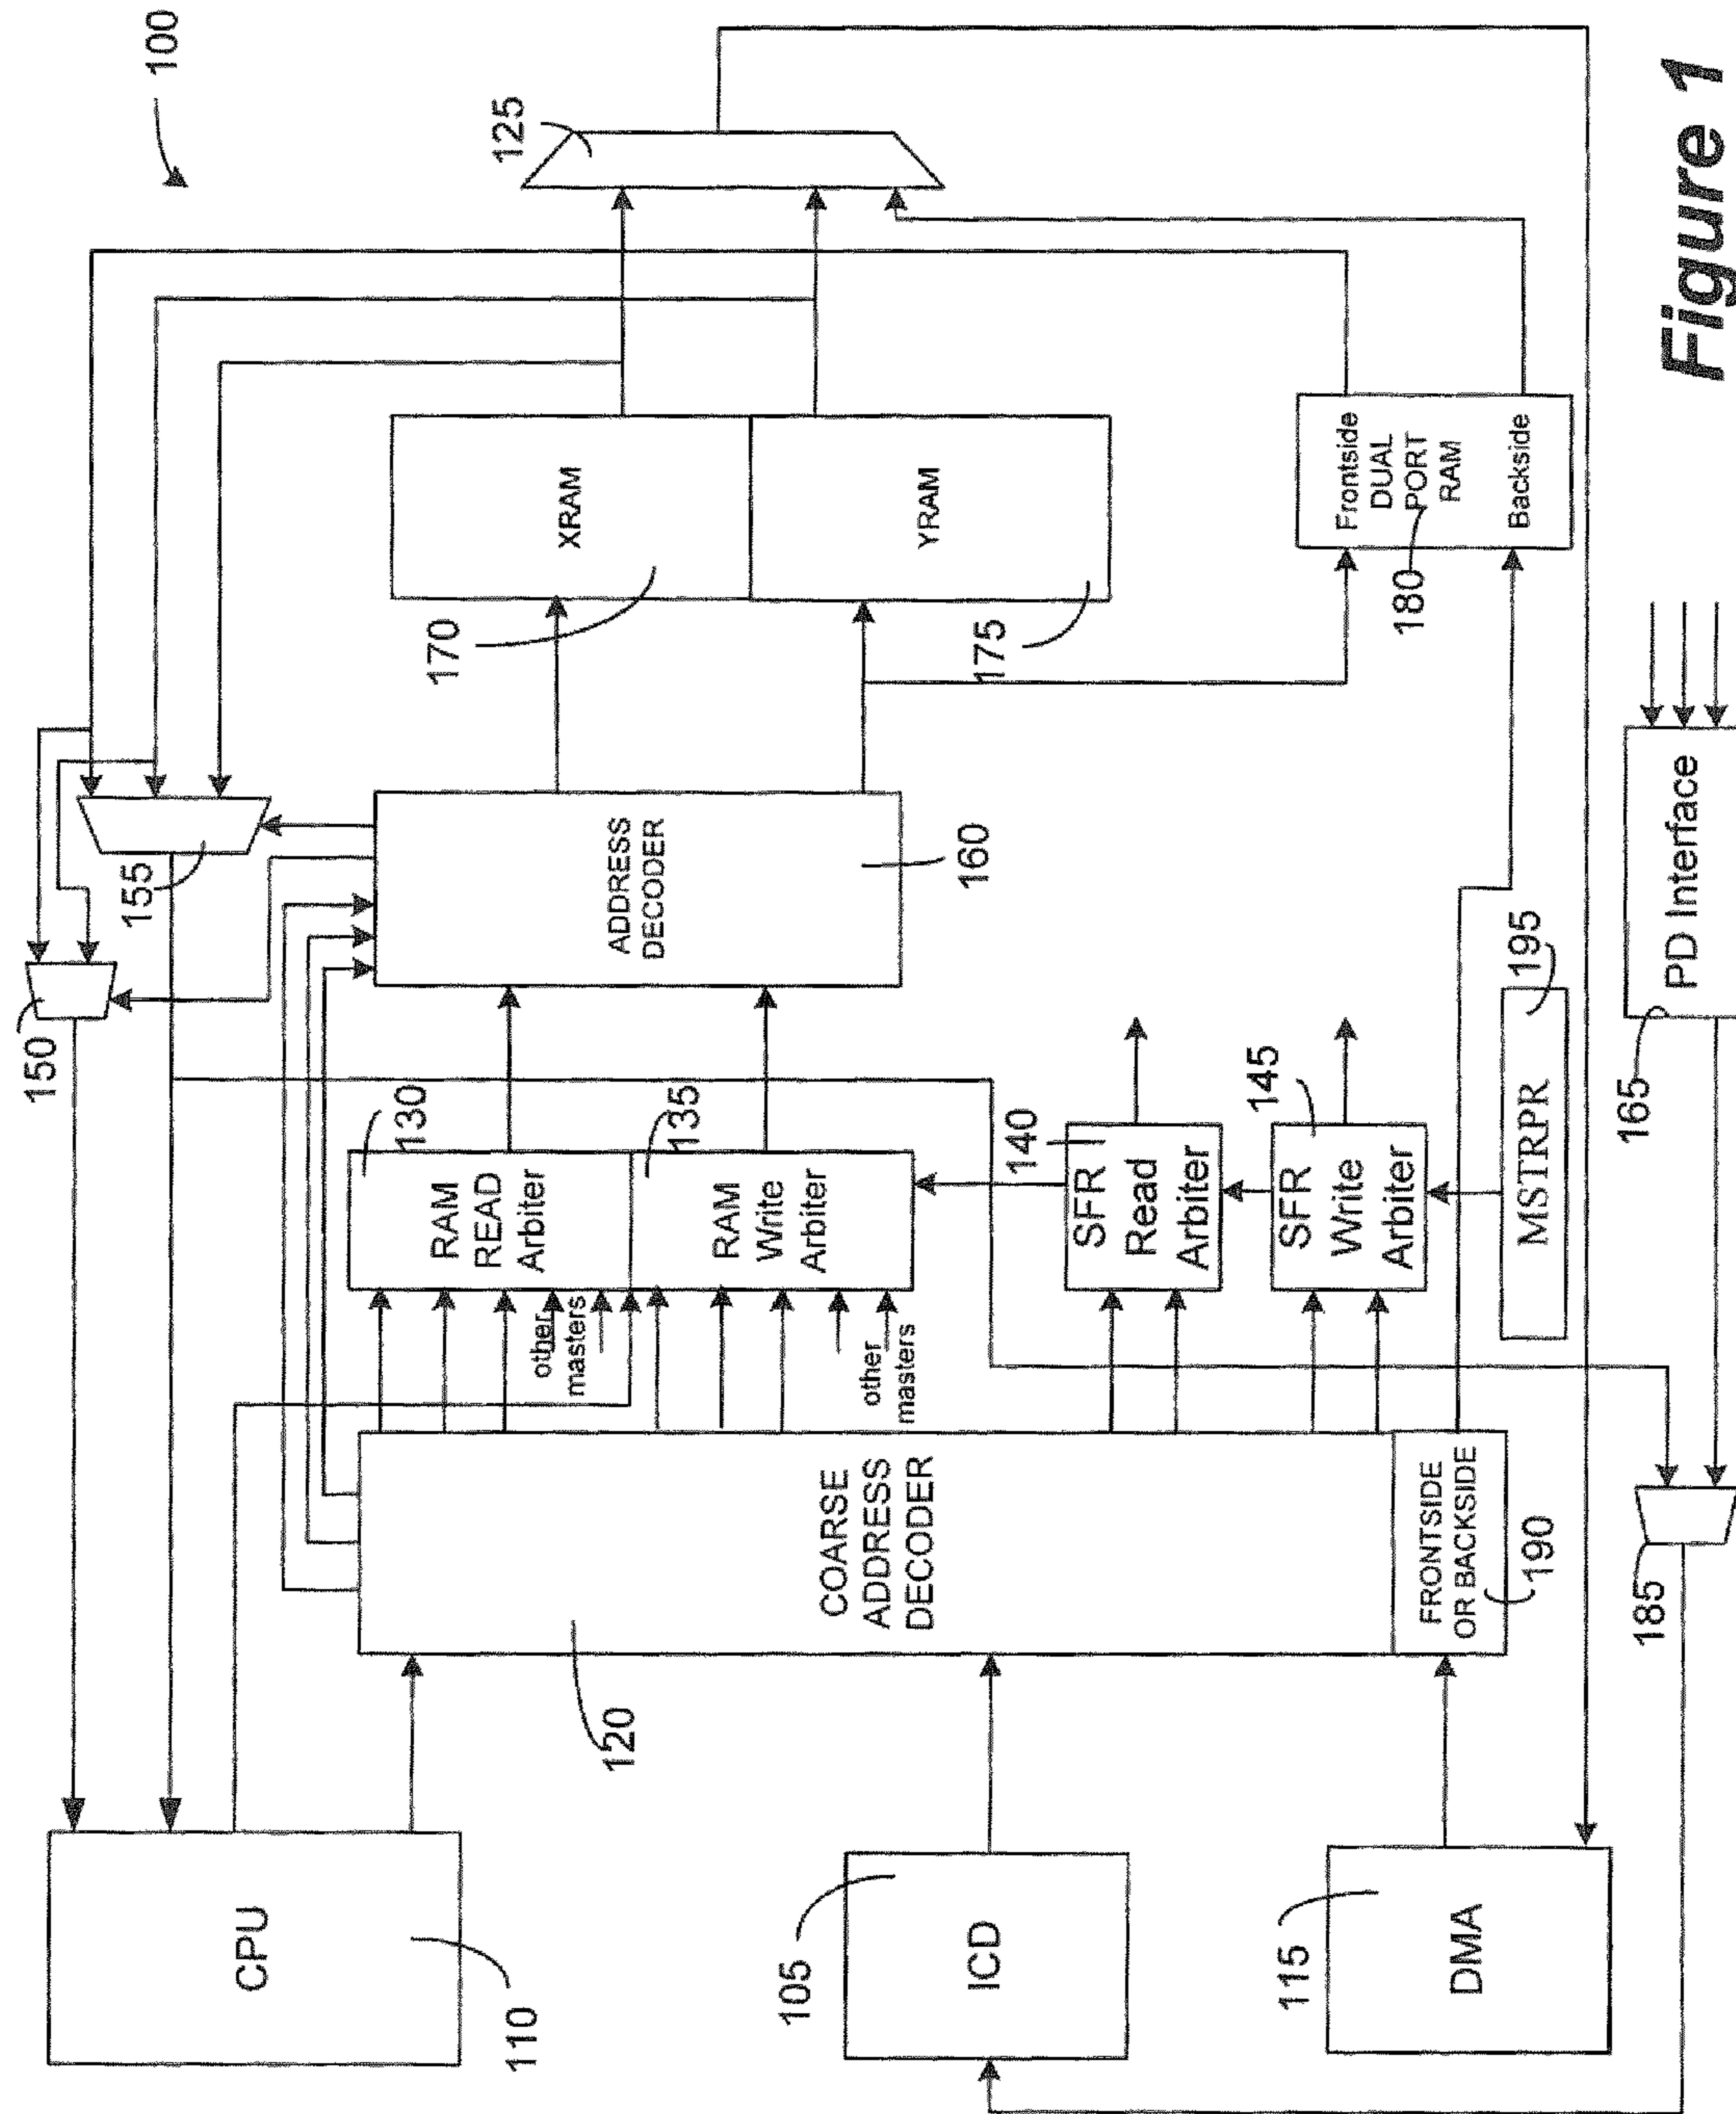 100
125
150
155
XRAM
170
YRAM
175
Frontside
DUAL
PORT
RAM
Backside
180
ADDRESS
DECODER
160
130
RAM
READ
Arbiter
135
RAM
Write
Arbiter
other
masters
other
masters
140
SFR
Read
Arbiter
145
SFR
Write
Arbiter
MSTRPR
195
PD Interface
165
COARSE
ADDRESS
DECODER
120
FRONTSIDE
OR BACKSIDE
190
185
CPU
110
105
ICD
115
DMA
Figure 1